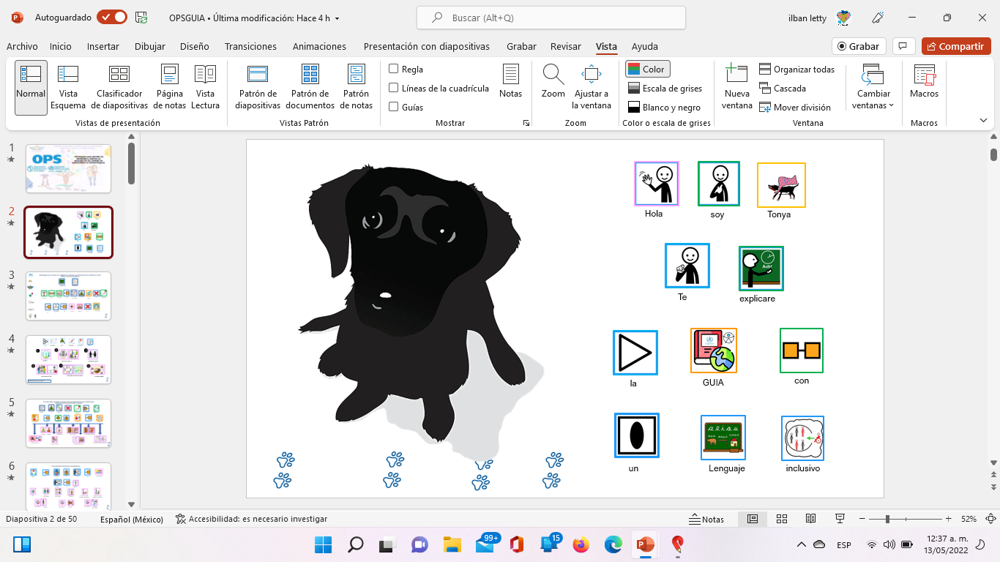 Autoguardado
OPSGUIA • Última modificación: Hace 4 h
Buscar (Alt+Q)
ilban letty
Archivo Inicio Insertar Dibujar Diseño Transiciones Animaciones Presentación con diapositivas Grabar Revisar Vista Ayuda
Grabar
Compartir
Normal
Vista Esquema
Clasificador de diapositivas
Página de notas
Vista Lectura
Vistas de presentación
Patrón de diapositivas
Patrón de documentos
Patrón de notas
Vistas Patrón
Regla
Líneas de la cuadrícula
Guías
Notas
Mostrar
Zoom
Ajustar a la ventana
Zoom
Color
Escala de grises
Blanco y negro
Color o escala de grises
Nueva ventana
Organizar todas
Cascada
Mover división
Cambiar ventanas
Ventana
Macros
Macros
1
OPS
2
3
4
5
6
Hola soy Tonya
Te explicare
la GUIA con
un Lenguaje inclusivo
Diapositiva 2 de 50
Español (México)
Accesibilidad: es necesario investigar
Notas
52%
99+
15
ESP
12:37 a. m.
13/05/2022